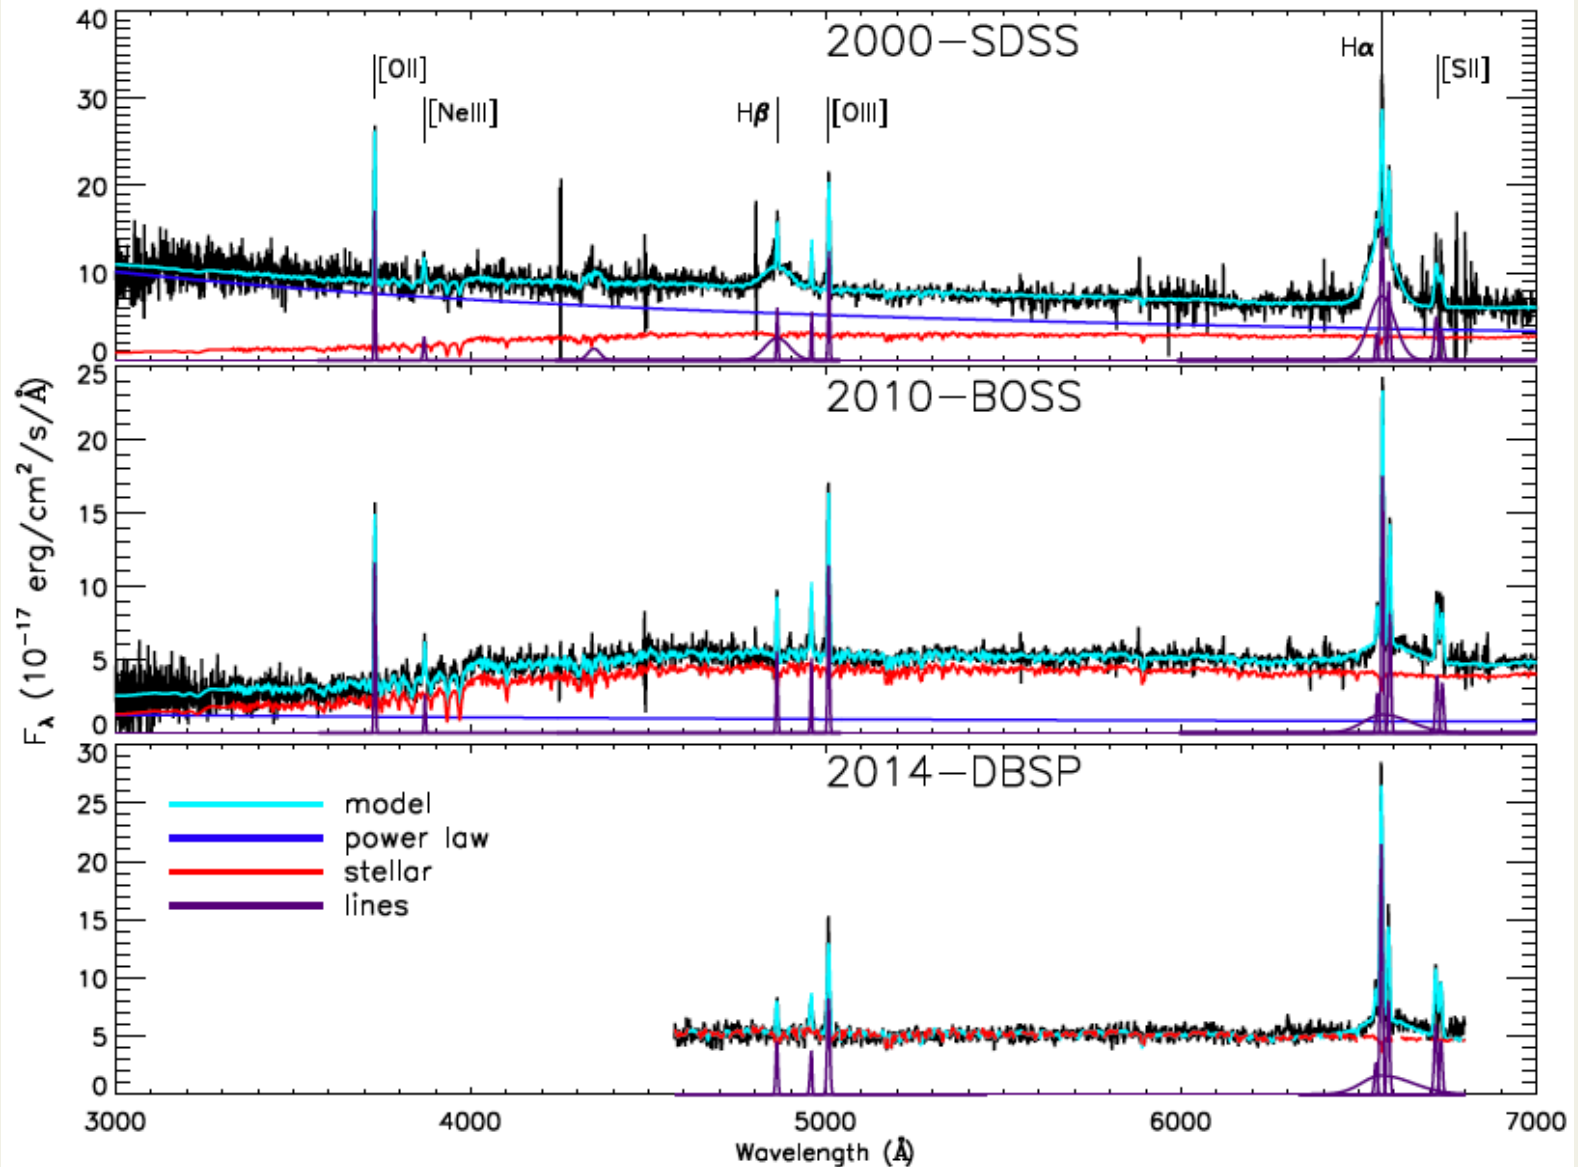 40
2000-SDSS
Hα
[OII]
[SII]
30
[NeIII]
Hβ
[OIII]
20
10
0
25
2010-BOSS
20
15
10
5
0
30
2014-DBSP
25
model
power law
20
stellar
lines
15
10
5
0
F_λ (10⁻¹⁷ erg/cm²/s/Å)
3000
4000
5000
6000
7000
Wavelength (Å)